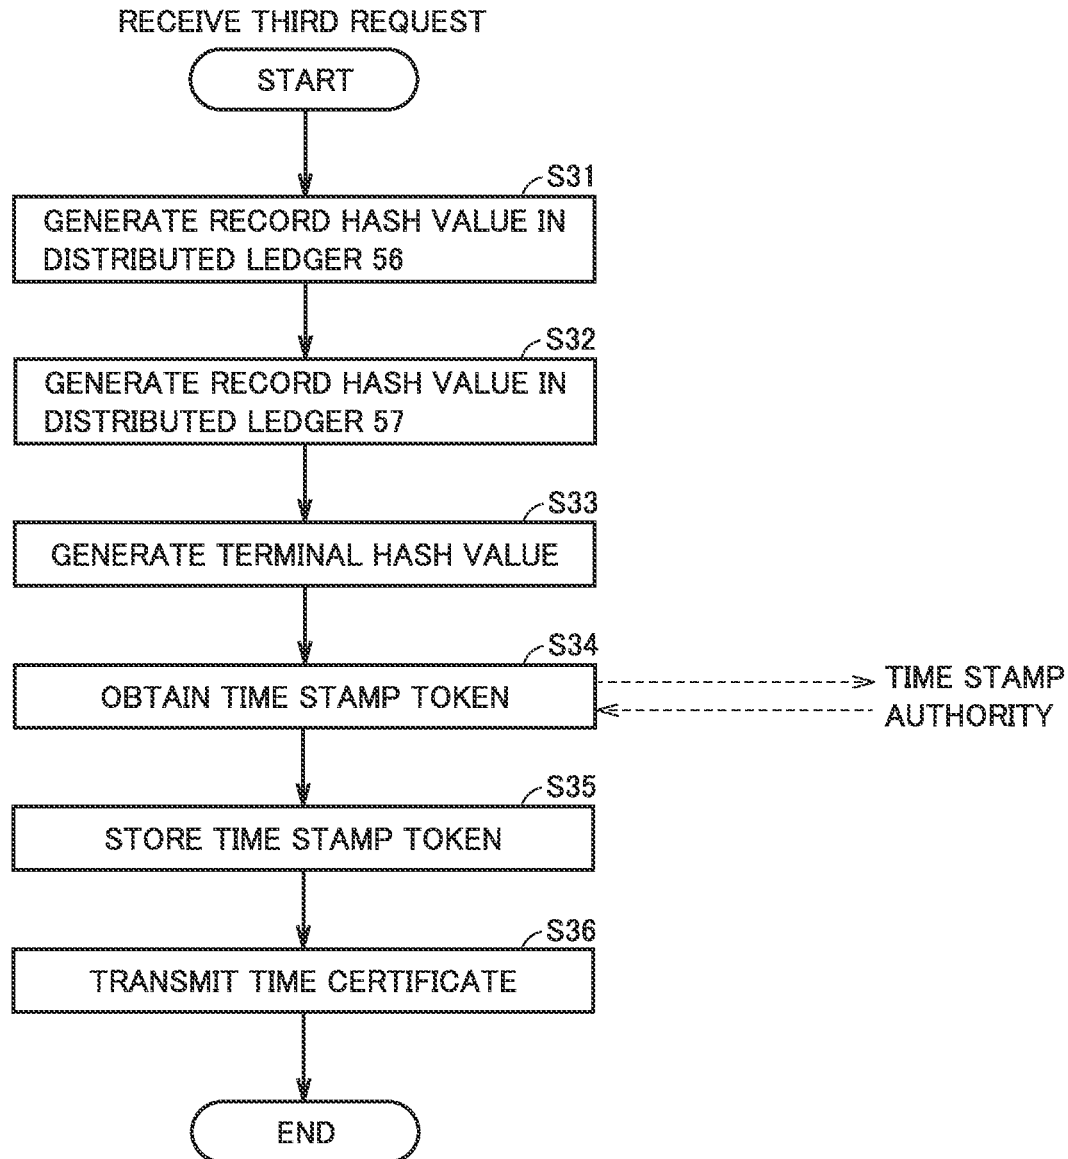 RECEIVE THIRD REQUEST
START
S31
GENERATE RECORD HASH VALUE IN
DISTRIBUTED LEDGER 56
S32
GENERATE RECORD HASH VALUE IN
DISTRIBUTED LEDGER 57
S33
GENERATE TERMINAL HASH VALUE
S34
OBTAIN TIME STAMP TOKEN
TIME STAMP
AUTHORITY
S35
STORE TIME STAMP TOKEN
S36
TRANSMIT TIME CERTIFICATE
END